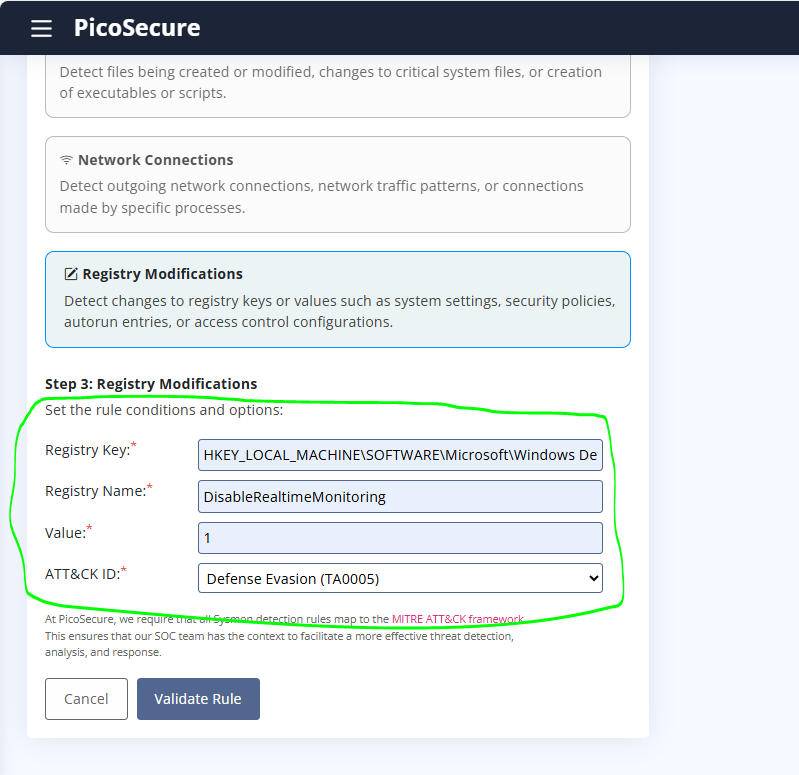 PicoSecure
Detect files being created or modified, changes to critical system files, or creation
of executables or scripts.
Network Connections
Detect outgoing network connections, network traffic patterns, or connections
made by specific processes.
Registry Modifications
Detect changes to registry keys or values such as system settings, security policies,
autorun entries, or access control configurations.
Step 3: Registry Modifications
Set the rule conditions and options:
Registry Key:*
HKEY_LOCAL_MACHINE\SOFTWARE\Microsoft\Windows De
Registry Name:*
DisableRealtimeMonitoring
Value:*
1
ATT&CK ID:*
Defense Evasion (TA0005)
At PicoSecure, we require that all Sysmon detection rules map to the MITRE ATT&CK framework.
This ensures that our SOC team has the context to facilitate a more effective threat detection,
analysis, and response.
Cancel
Validate Rule